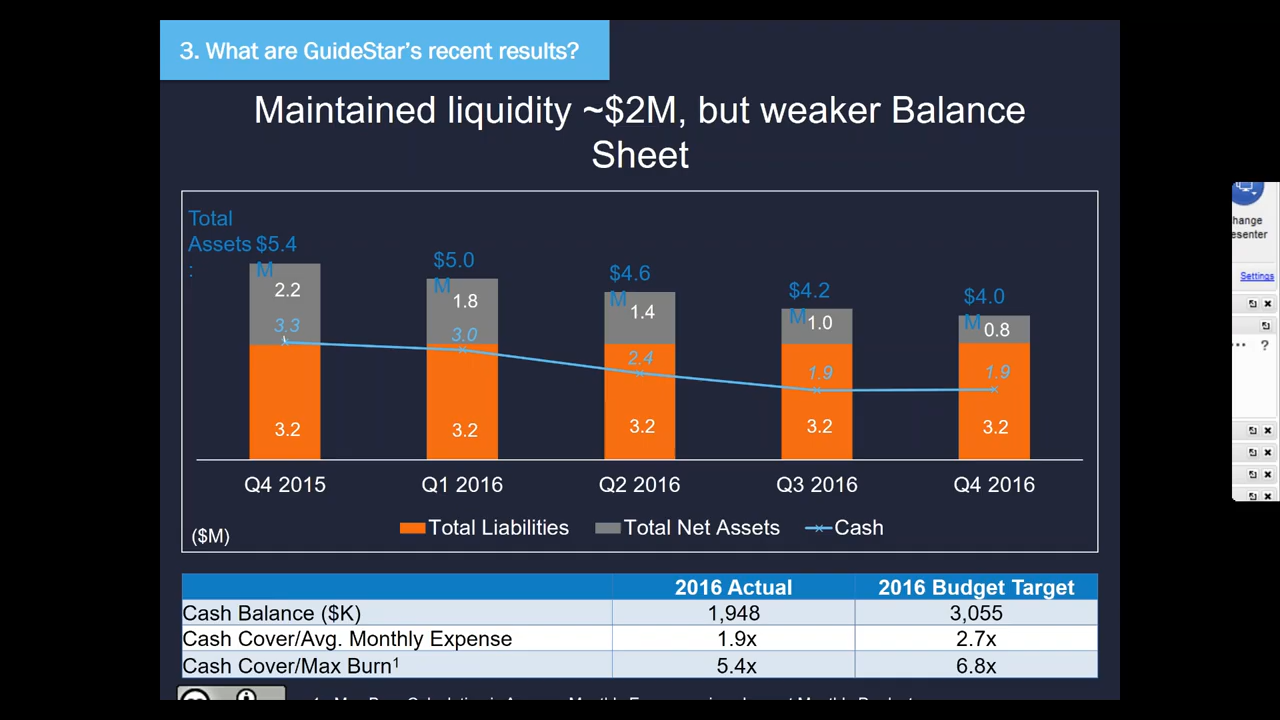 3. What are GuideStar's recent results?
Maintained liquidity ~$2M, but weaker Balance
Sheet
Total
Assets
:
$5.4
M
$5.0
M
$4.6
M
$4.2
M
$4.0
M
2.2
1.8
1.4
1.0
0.8
3.3
3.0
2.4
1.9
1.9
3.2
3.2
3.2
3.2
3.2
Q4 2015
Q1 2016
Q2 2016
Q3 2016
Q4 2016
Total Liabilities
Total Net Assets
Cash
($M)
2016 Actual
2016 Budget Target
Cash Balance ($K)
1,948
3,055
Cash Cover/Avg. Monthly Expense
1.9x
2.7x
Cash Cover/Max Burn¹
5.4x
6.8x
hange
esenter
Settings
... ?